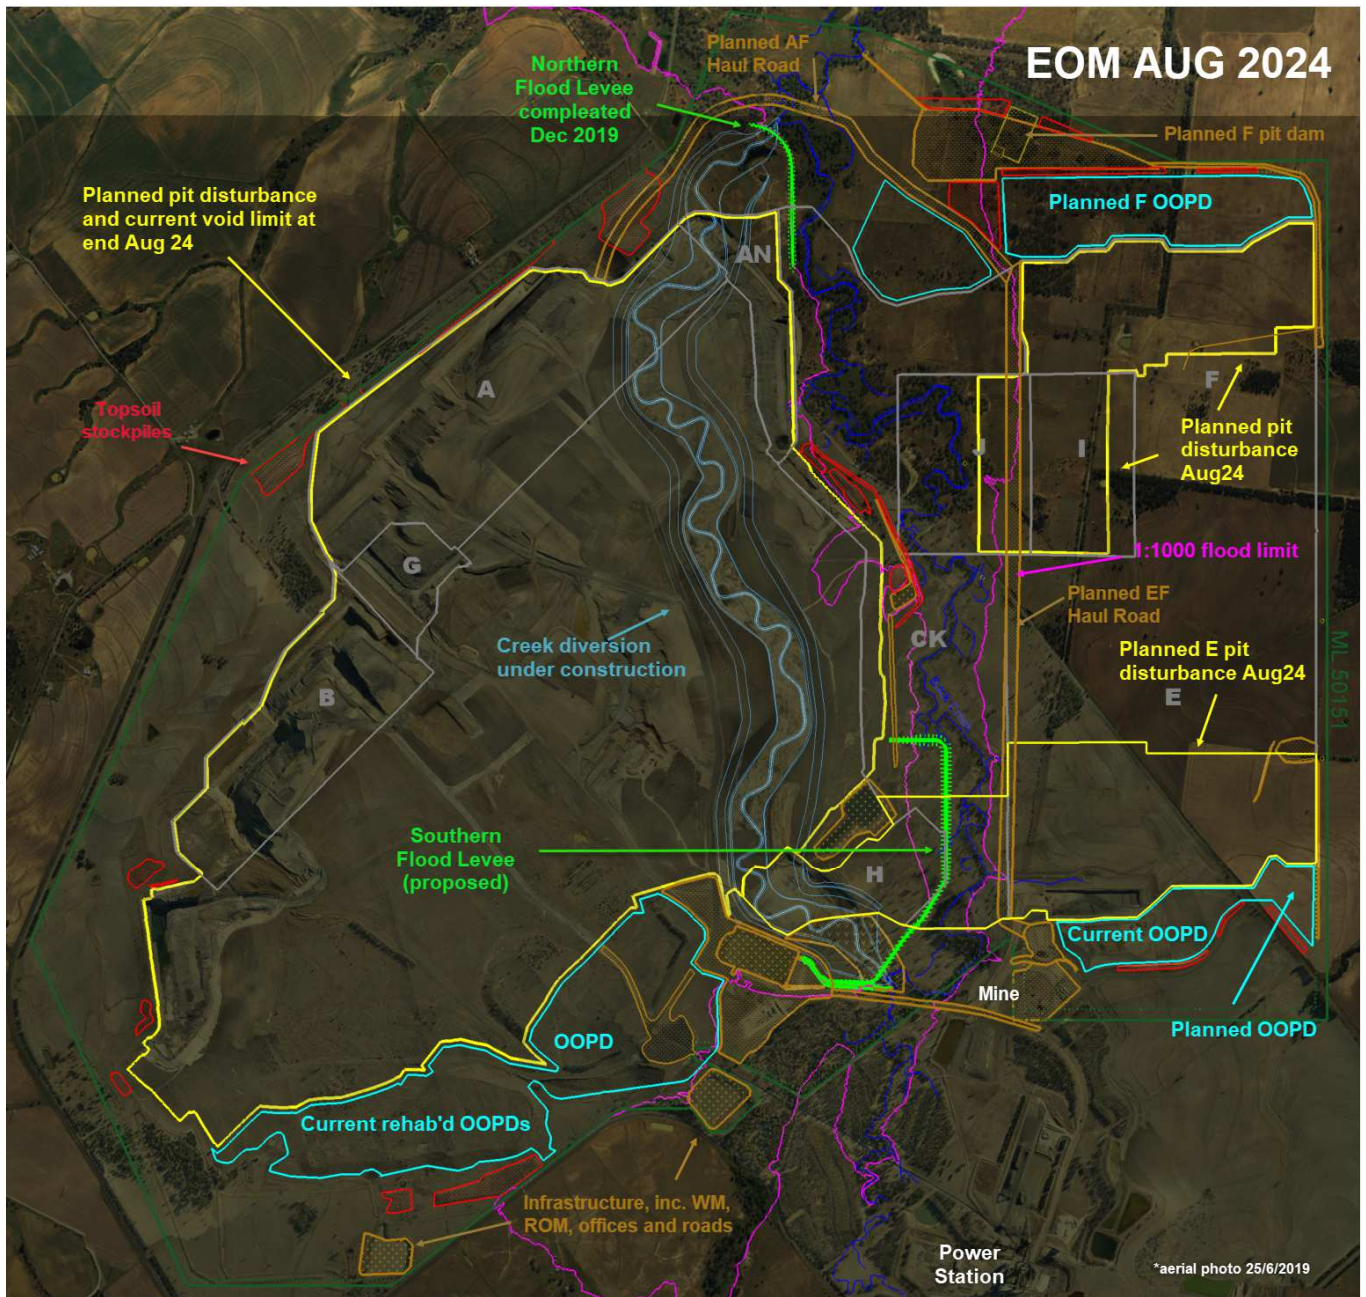 EOM AUG 2024
Planned AF
Haul Road
Northern
Flood Levee
compleated
Dec 2019
Planned F pit dam
Planned pit disturbance
and current void limit at
end Aug 24
Planned F OOPD
AN
A
F
Topsoil
stockpiles
Planned pit
disturbance
Aug24
J
I
G
1:1000 flood limit
Planned EF
Haul Road
Creek diversion
under construction
CK
Planned E pit
disturbance Aug24
B
E
ML 50151
Southern
Flood Levee
(proposed)
H
Current OOPD
Mine
Planned OOPD
OOPD
Current rehab'd OOPDs
Infrastructure, inc. WM,
ROM, offices and roads
Power
Station
*aerial photo 25/6/2019